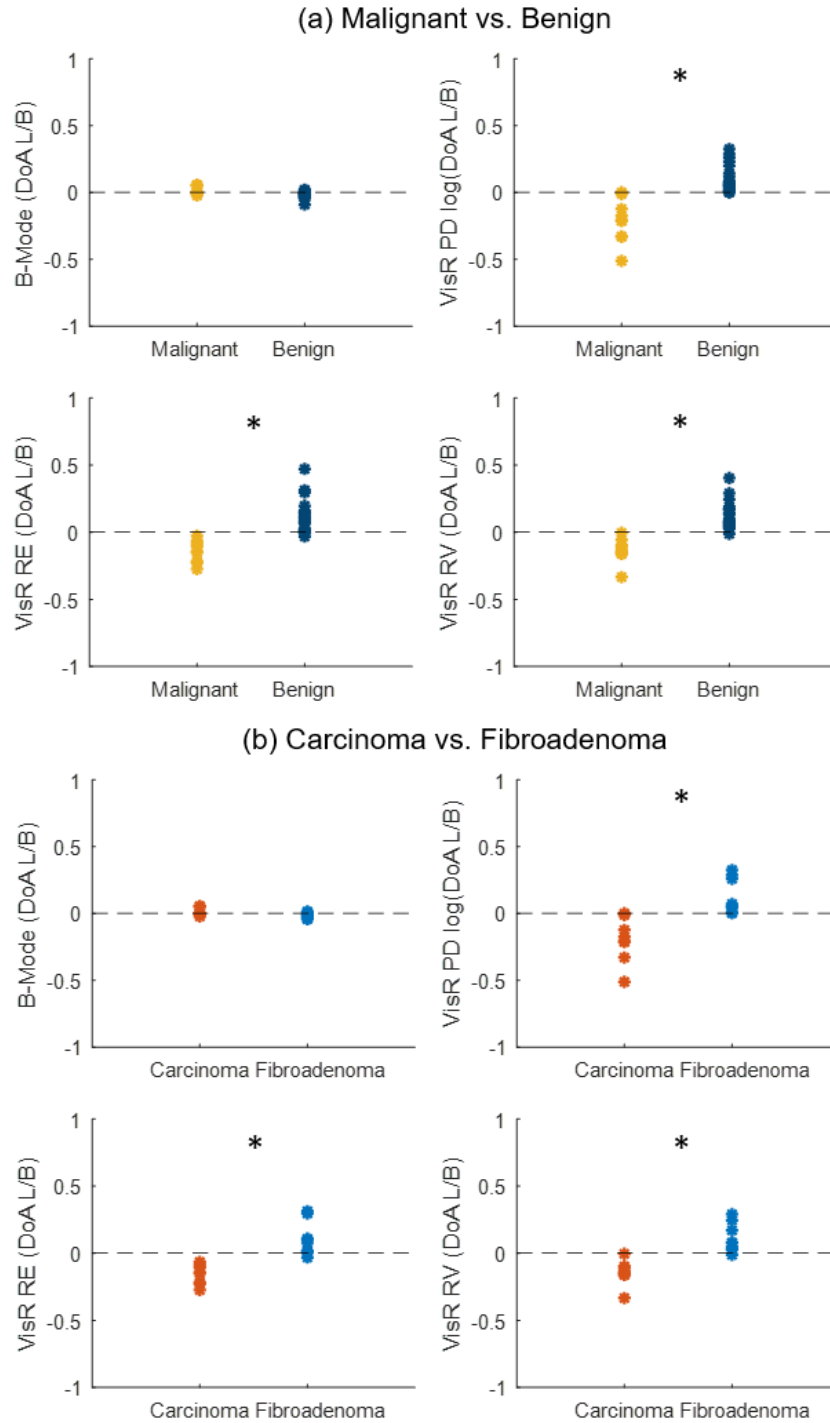 (a) Malignant vs. Benign
B-Mode (DoA L/B)
1
0.5
0
-0.5
-1
Malignant Benign
VisR PD log(DoA L/B)
1
*
0.5
0
-0.5
-1
Malignant Benign
VisR RE (DoA L/B)
1
*
0.5
0
-0.5
-1
Malignant Benign
VisR RV (DoA L/B)
1
*
0.5
0
-0.5
-1
Malignant Benign
(b) Carcinoma vs. Fibroadenoma
B-Mode (DoA L/B)
1
0.5
0
-0.5
-1
Carcinoma Fibroadenoma
VisR PD log(DoA L/B)
1
*
0.5
0
-0.5
-1
Carcinoma Fibroadenoma
VisR RE (DoA L/B)
1
*
0.5
0
-0.5
-1
Carcinoma Fibroadenoma
VisR RV (DoA L/B)
1
*
0.5
0
-0.5
-1
Carcinoma Fibroadenoma